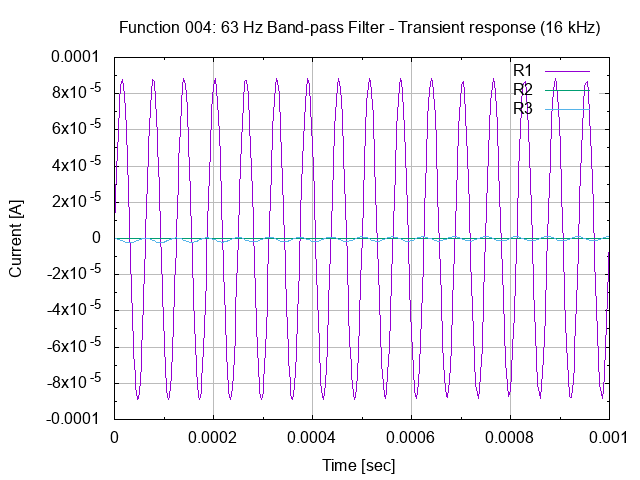 Function 004: 63 Hz Band-pass Filter - Transient response (16 kHz)
0.0001
8x10-5
6x10-5
4x10-5
2x10-5
0
-2x10-5
-4x10-5
-6x10-5
-8x10-5
-0.0001
Current [A]
R1
R2
R3
0 0.0002 0.0004 0.0006 0.0008 0.001
Time [sec]